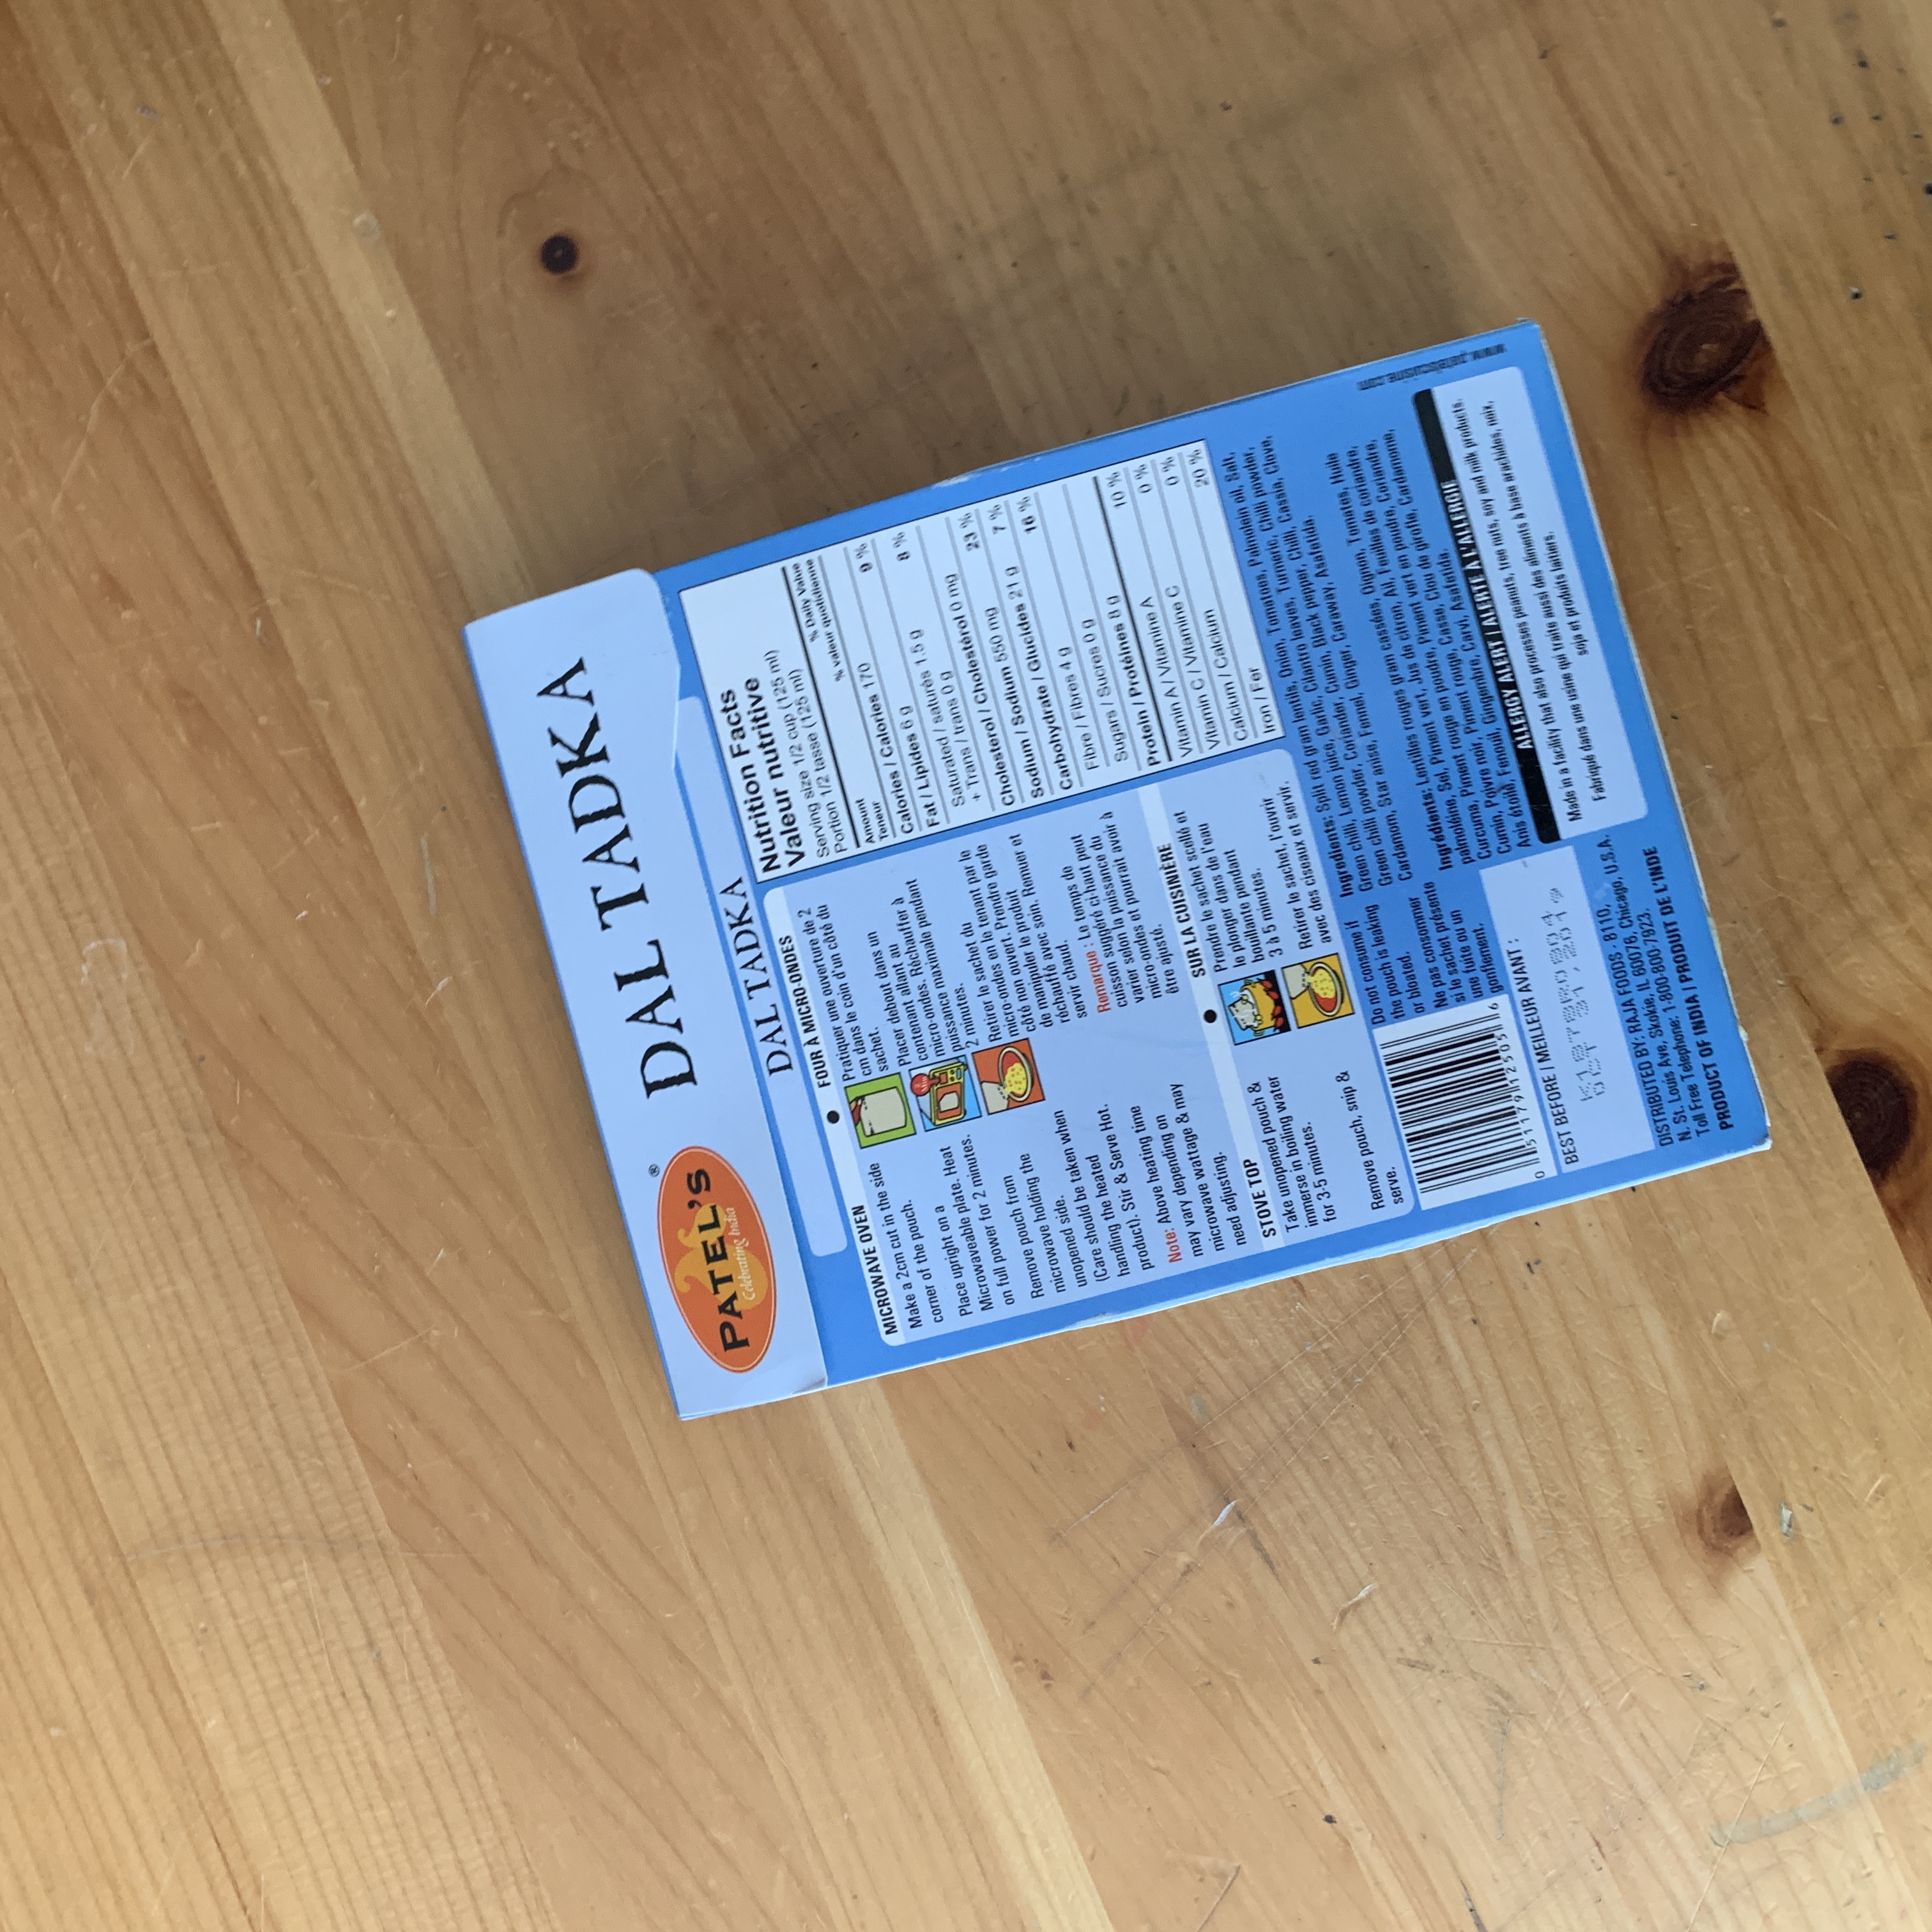 PATEL'S ®
Celebrating India
DAL TADKA
DAL TADKA
MICROWAVE OVEN
Make a 2cm cut in the side
corner of the pouch.
Place upright on a
Microwaveable plate. Heat
on full power for 2 minutes.
Remove pouch from
microwave holding the
unopened side.
(Care should be taken when
handling the heated
product). Stir & Serve Hot.
Note: Above heating time
may vary depending on
microwave wattage & may
need adjusting.
FOUR À MICRO-ONDES
Pratiquer une ouverture de 2
cm dans le coin d'un côté du
sachet.
Placer debout dans un
contenant allant au
micro-ondes. Réchauffer à
puissance maximale pendant
2 minutes.
Retirer le sachet du
micro-ondes en le tenant par le
côté non ouvert. Prendre garde
de manipuler le produit
réchauffé avec soin. Remuer et
servir chaud.
Remarque : Le temps de
cuisson suggéré ci-haut peut
varier selon la puissance du
micro-ondes et pourrait avoir à
être ajusté.
STOVE TOP
Take unopened pouch &
immerse in boiling water
for 3-5 minutes.
Remove pouch, snip &
serve.
SUR LA CUISINIÈRE
Prendre le sachet scellé et
le plonger dans de l'eau
bouillante pendant
3 à 5 minutes.
Retirer le sachet, l'ouvrir
avec des ciseaux et servir.
Nutrition Facts
Valeur nutritive
Serving size 1/2 cup (125 ml)
Portion 1/2 tasse (125 ml)
Amount % Daily Value
Teneur % valeur quotidienne
Calories / Calories 170
Fat / Lipides 6 g 9 %
Saturated / saturés 1.5 g 8 %
+ Trans / trans 0 g
Cholesterol / Cholestérol 0 mg
Sodium / Sodium 550 mg 23 %
Carbohydrate / Glucides 21 g 7 %
Fibre / Fibres 4 g 16 %
Sugars / Sucres 0 g
Protein / Protéines 8 g
Vitamin A / Vitamine A 10 %
Vitamin C / Vitamine C 0 %
Calcium / Calcium 0 %
Iron / Fer 20 %
Ingredients: Split red gram lentils, Onion, Tomatoes, Palmolein oil, Salt,
Green chilli, Lemon juice, Garlic, Cilantro leaves, Turmeric, Chilli powder,
Green chilli powder, Coriander, Cumin, Black pepper, Chilli, Cassia, Clove,
Cardamom, Star anise, Fennel, Ginger, Caraway, Asafetida.
Ingrédients: Lentilles rouges gram cassées, Oignon, Tomates, Huile
palmoléine, Sel, Piment vert, Jus de citron, Ail, Feuilles de coriandre,
Curcuma, Piment rouge en poudre, Piment vert en poudre, Coriandre,
Cumin, Poivre noir, Piment rouge, Casse, Clou de girofle, Cardamome,
Anis étoilé, Fenouil, Gingembre, Carvi, Asafetida.
ALLERGY ALERT / ALERTE À L'ALLERGIE
Made in a facility that also processes peanuts, tree nuts, soy and milk products.
Fabriqué dans une usine qui traite aussi des aliments à base arachides, noix,
soja et produits laitiers.
Do not consume if
the pouch is leaking
or bloated.
Ne pas consommer
si le sachet présente
une fuite ou un
gonflement.
0 51179 12505 6
BEST BEFORE / MEILLEUR AVANT :
OCT 31, 2019
DISTRIBUTED BY: RAJA FOODS - 8110,
N. St. Louis Ave, Skokie, IL 60076, Chicago, U.S.A.
Toll Free Telephone: 1-800-800-7923.
PRODUCT OF INDIA / PRODUIT DE L'INDE